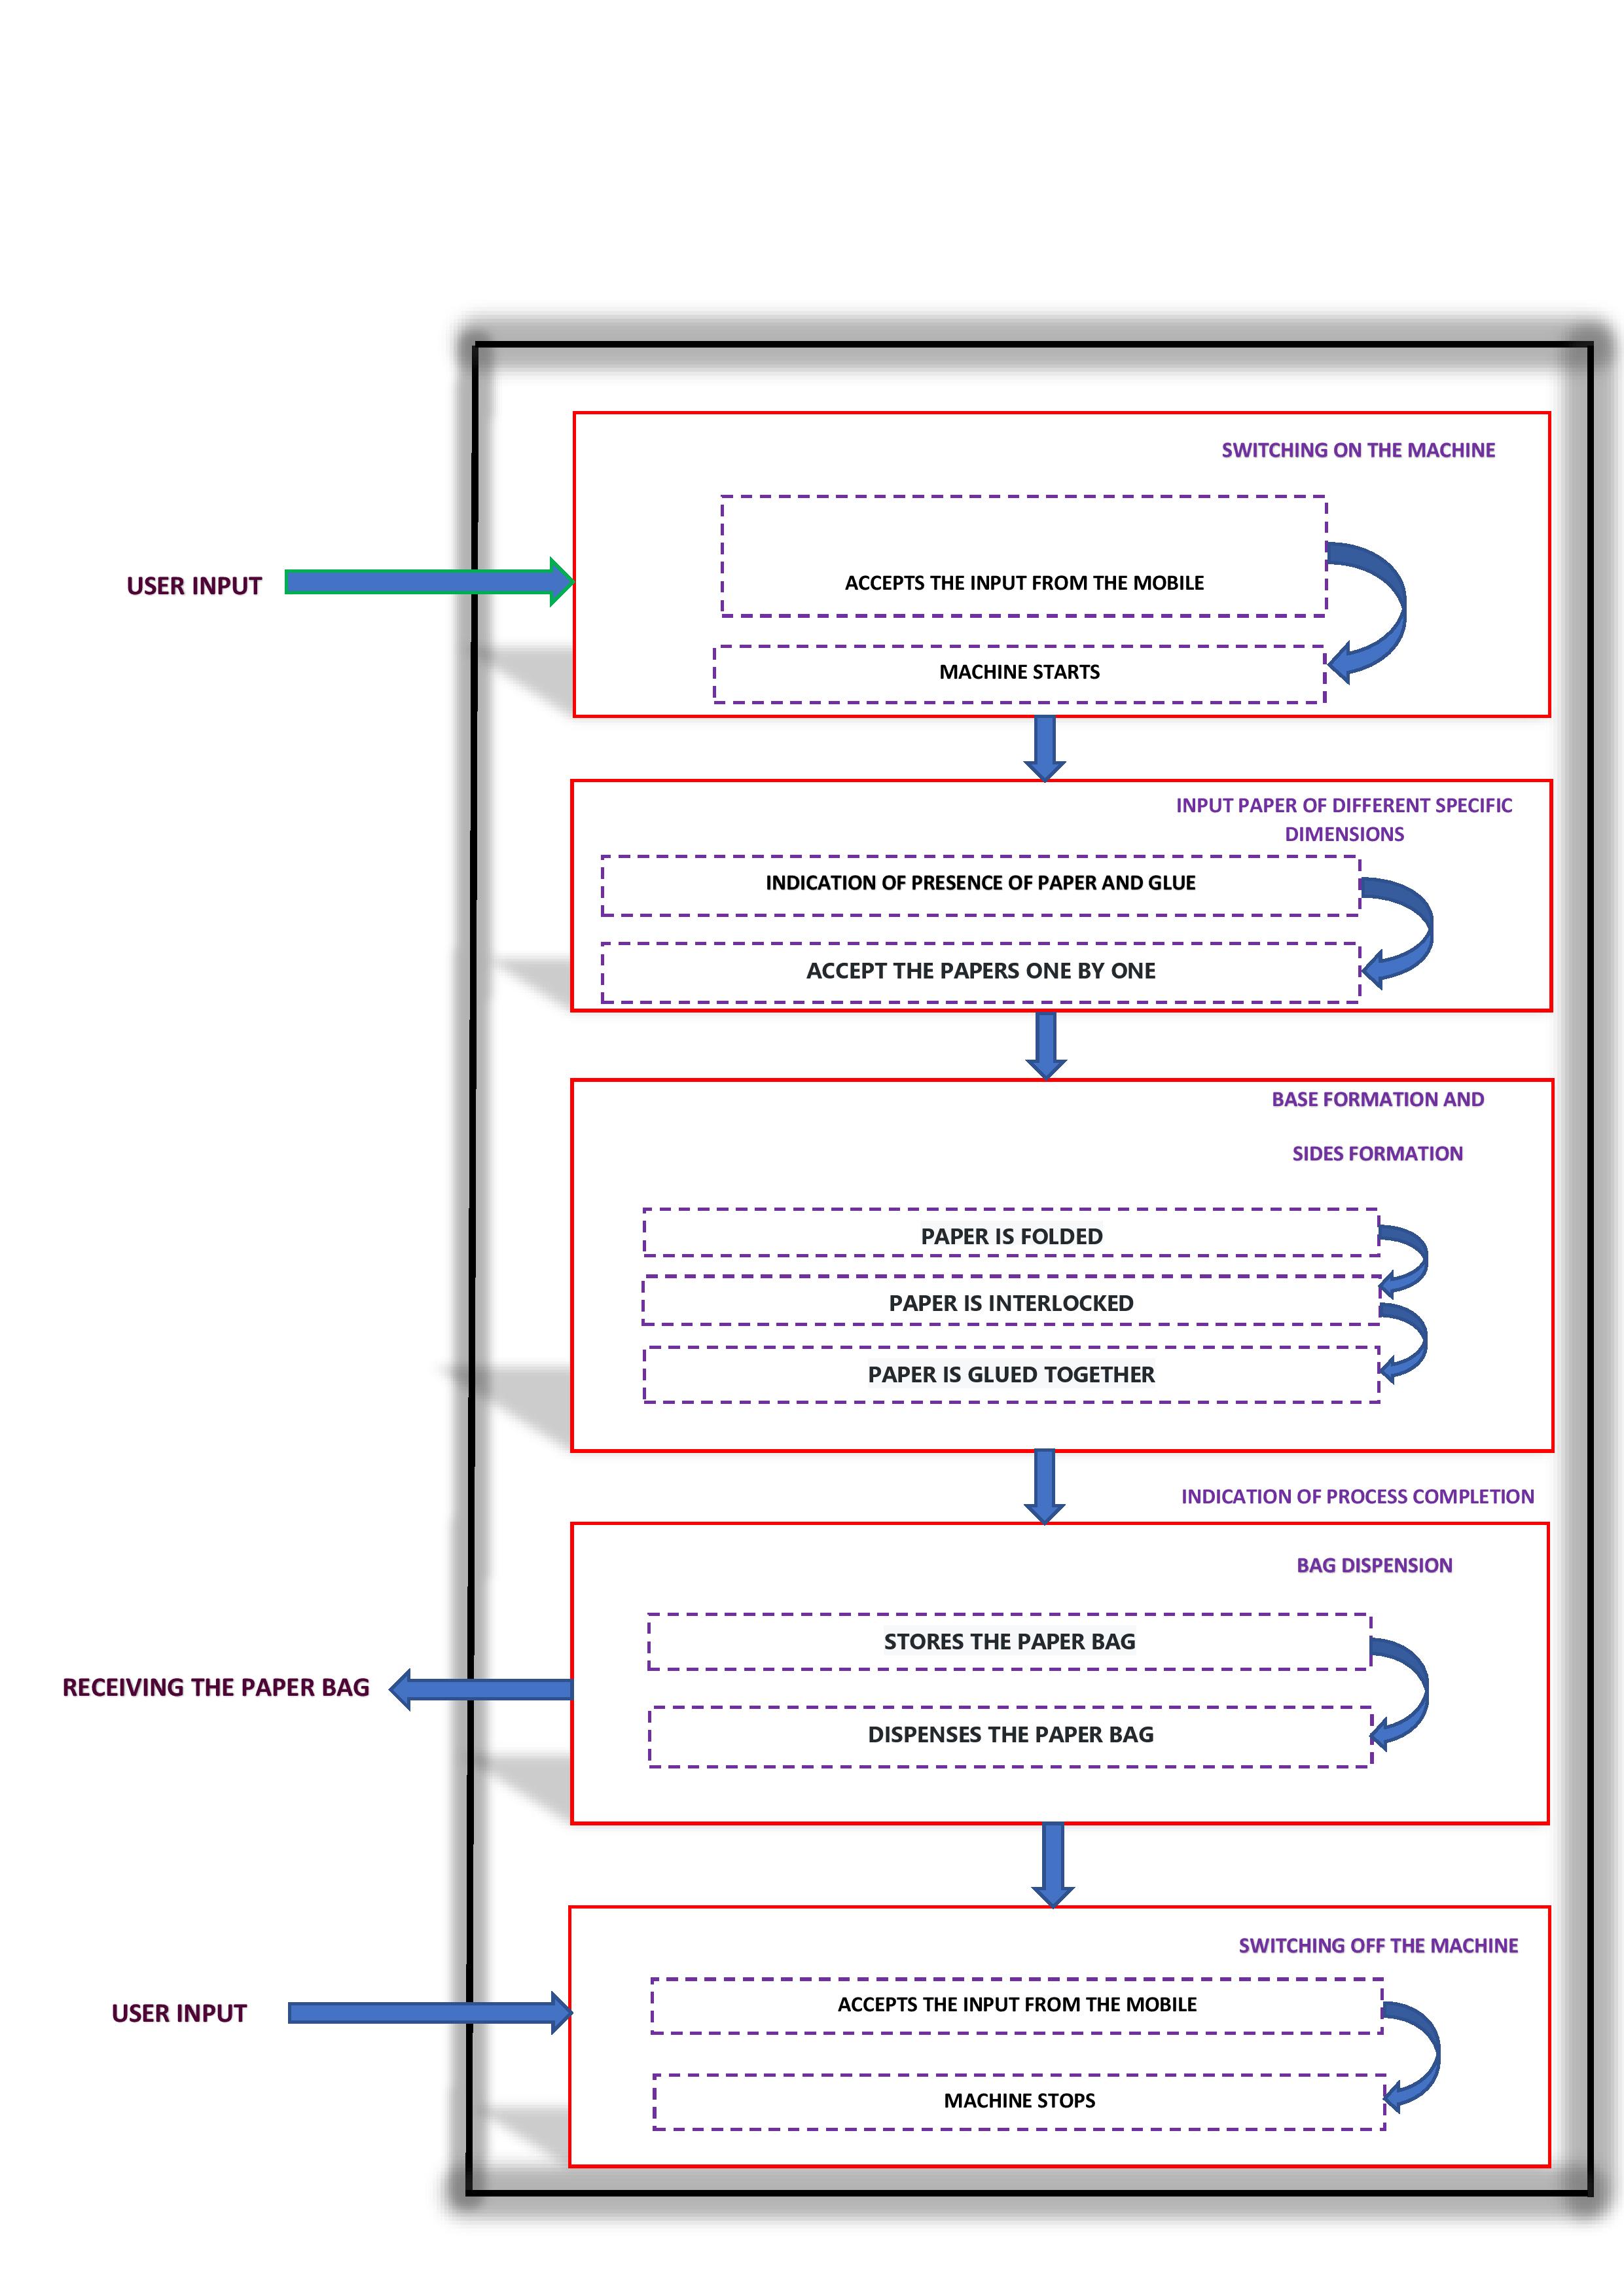 SWITCHING ON THE MACHINE
USER INPUT
ACCEPTS THE INPUT FROM THE MOBILE
MACHINE STARTS
INPUT PAPER OF DIFFERENT SPECIFIC
DIMENSIONS
INDICATION OF PRESENCE OF PAPER AND GLUE
ACCEPT THE PAPERS ONE BY ONE
BASE FORMATION AND
SIDES FORMATION
PAPER IS FOLDED
PAPER IS INTERLOCKED
PAPER IS GLUED TOGETHER
INDICATION OF PROCESS COMPLETION
BAG DISPENSION
STORES THE PAPER BAG
RECEIVING THE PAPER BAG
DISPENSES THE PAPER BAG
SWITCHING OFF THE MACHINE
USER INPUT
ACCEPTS THE INPUT FROM THE MOBILE
MACHINE STOPS